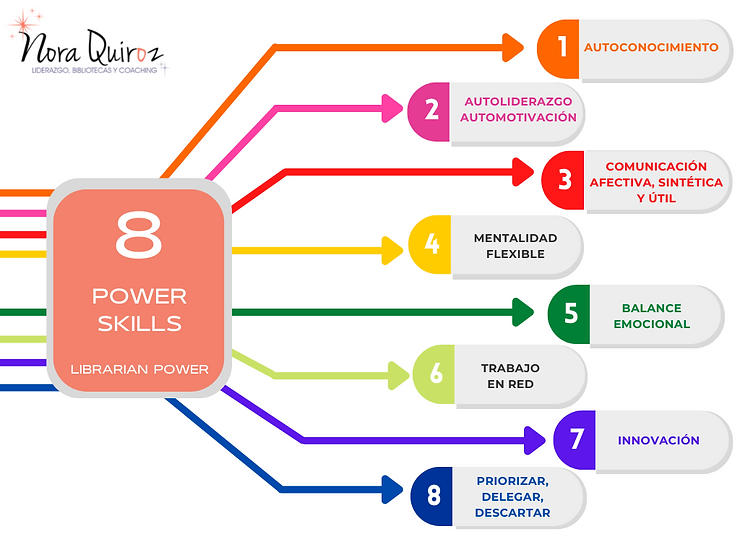 Nora Quiroz
LIDERAZGO, BIBLIOTECAS Y COACHING
8
POWER
SKILLS
LIBRARIAN POWER
1
AUTOCONOCIMIENTO
2
AUTOLIDERAZGO
AUTOMOTIVACIÓN
3
COMUNICACIÓN
AFECTIVA, SINTÉTICA
Y ÚTIL
4
MENTALIDAD
FLEXIBLE
5
BALANCE
EMOCIONAL
6
TRABAJO
EN RED
7
INNOVACIÓN
8
PRIORIZAR,
DELEGAR,
DESCARTAR